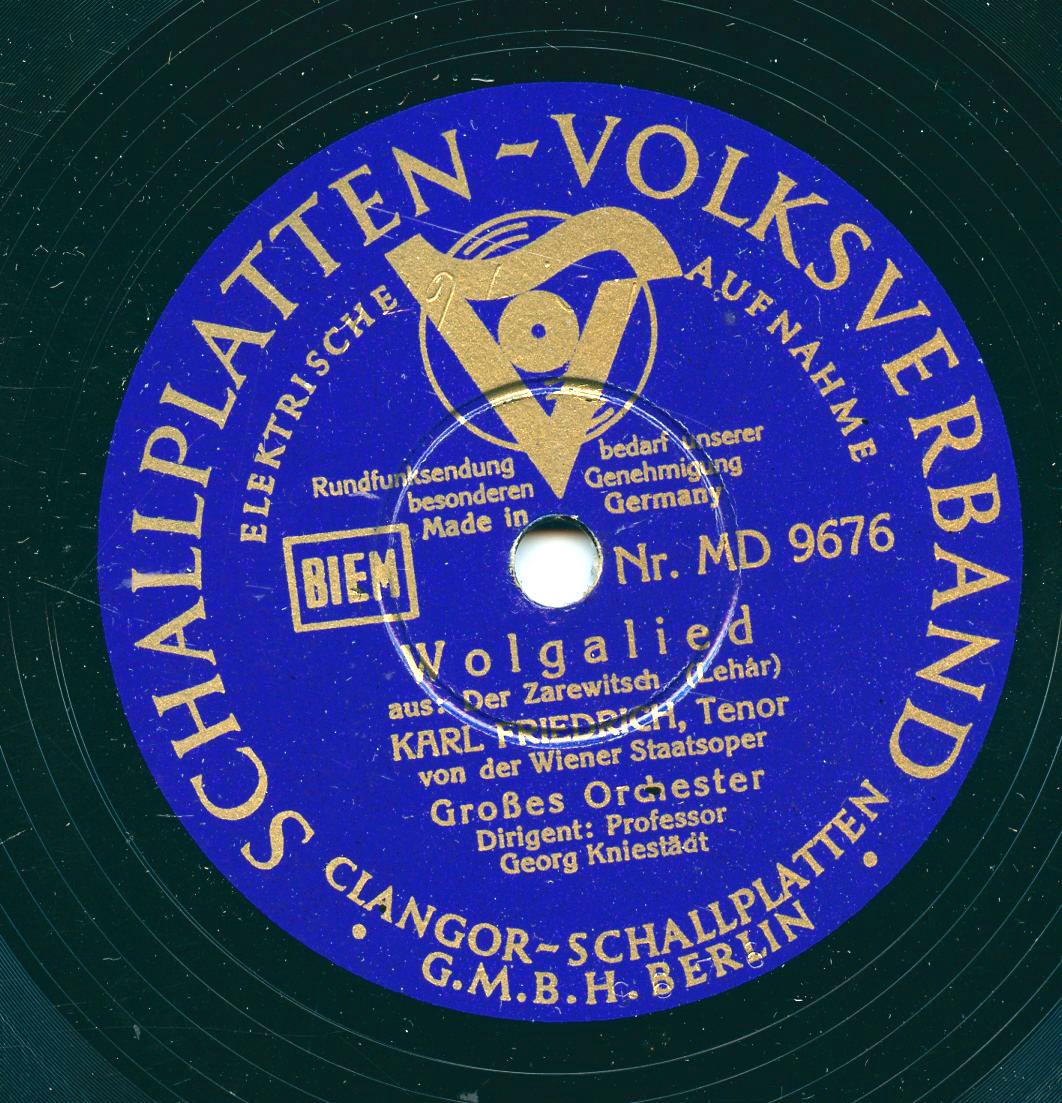 SCHALLPLATTEN-VOLKSVERBAND
ELEKTRISCHE AUFNAHME
Rundfunksendung bedarf unserer
besonderen Genehmigung
Made in Germany
BIEM
Nr. MD 9676
Wolgalied
aus: Der Zarewitsch (Lehár)
KARL FRIEDRICH, Tenor
von der Wiener Staatsoper
Großes Orchester
Dirigent: Professor
Georg Kniestädt
CLANGOR-SCHALLPLATTEN
G.M.B.H. BERLIN